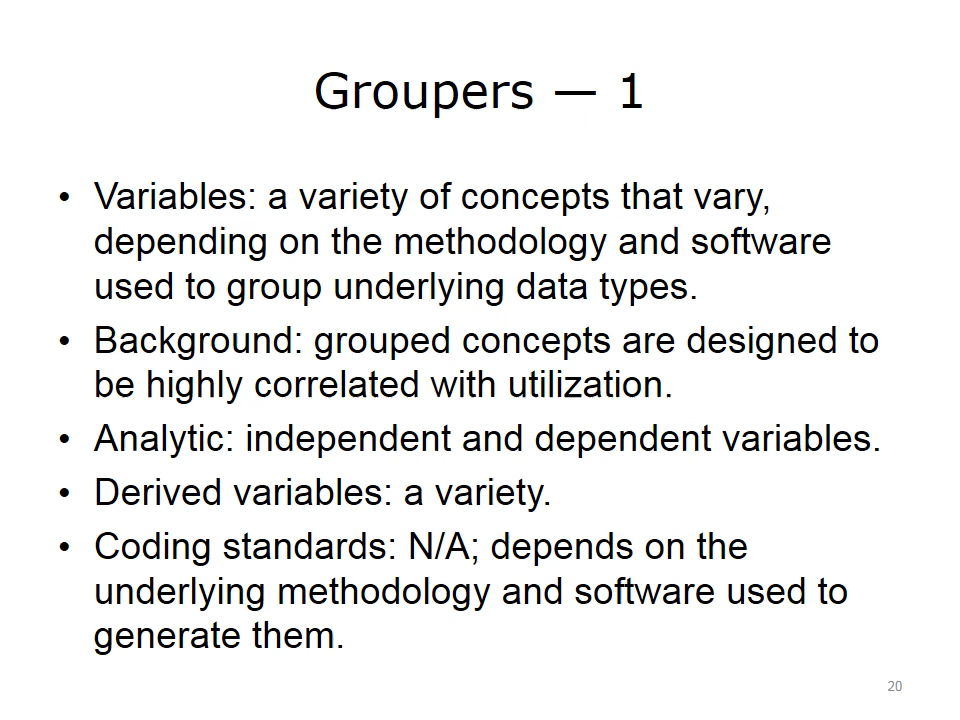 Groupers — 1
• Variables: a variety of concepts that vary,
depending on the methodology and software
used to group underlying data types.
• Background: grouped concepts are designed to
be highly correlated with utilization.
• Analytic: independent and dependent variables.
• Derived variables: a variety.
• Coding standards: N/A; depends on the
underlying methodology and software used to
generate them.
20